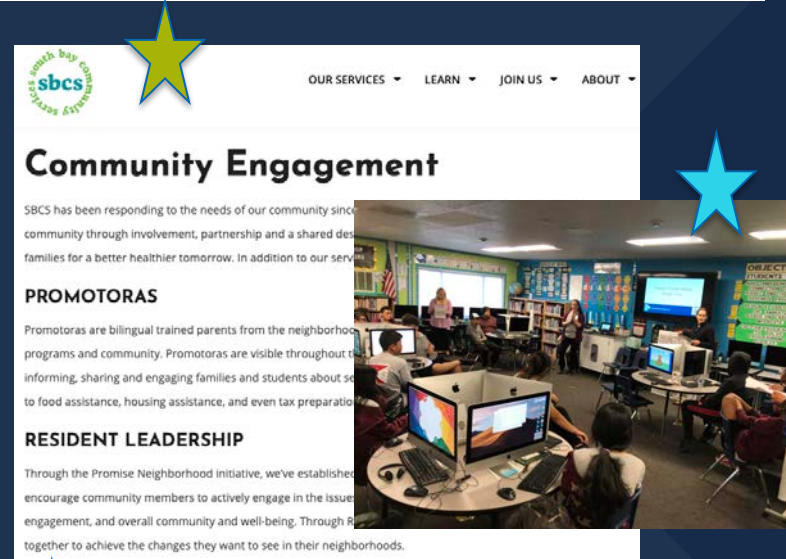 south bay community services
sbcs
OUR SERVICES LEARN JOIN US ABOUT
Community Engagement
SBCS has been responding to the needs of our community since
community through involvement, partnership and a shared des
families for a better healthier tomorrow. In addition to our serv
PROMOTORAS
Promotoras are bilingual trained parents from the neighborhoo
programs and community. Promotoras are visible throughout t
informing, sharing and engaging families and students about se
to food assistance, housing assistance, and even tax preparatio
RESIDENT LEADERSHIP
Through the Promise Neighborhood initiative, we've established
encourage community members to actively engage in the issue
engagement, and overall community and well-being. Through R
together to achieve the changes they want to see in their neighborhoods.
OBJECT
STUDENTS